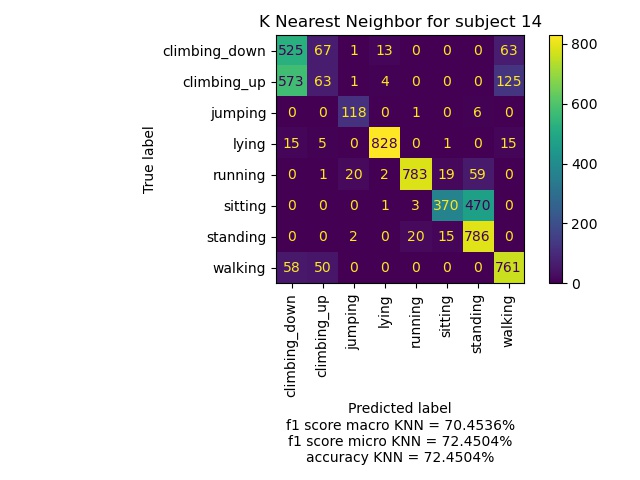 K Nearest Neighbor for subject 14
climbing_down 525 67 1 13 0 0 0 63
climbing_up 573 63 1 4 0 0 0 125
jumping 0 0 118 0 1 0 6 0
lying 15 5 0 828 0 1 0 15
running 0 1 20 2 783 19 59 0
sitting 0 0 0 1 3 370 470 0
standing 0 0 2 0 20 15 786 0
walking 58 50 0 0 0 0 0 761
True label
climbing_down climbing_up jumping lying running sitting standing walking
800
600
400
200
0
Predicted label
f1 score macro KNN = 70.4536%
f1 score micro KNN = 72.4504%
accuracy KNN = 72.4504%